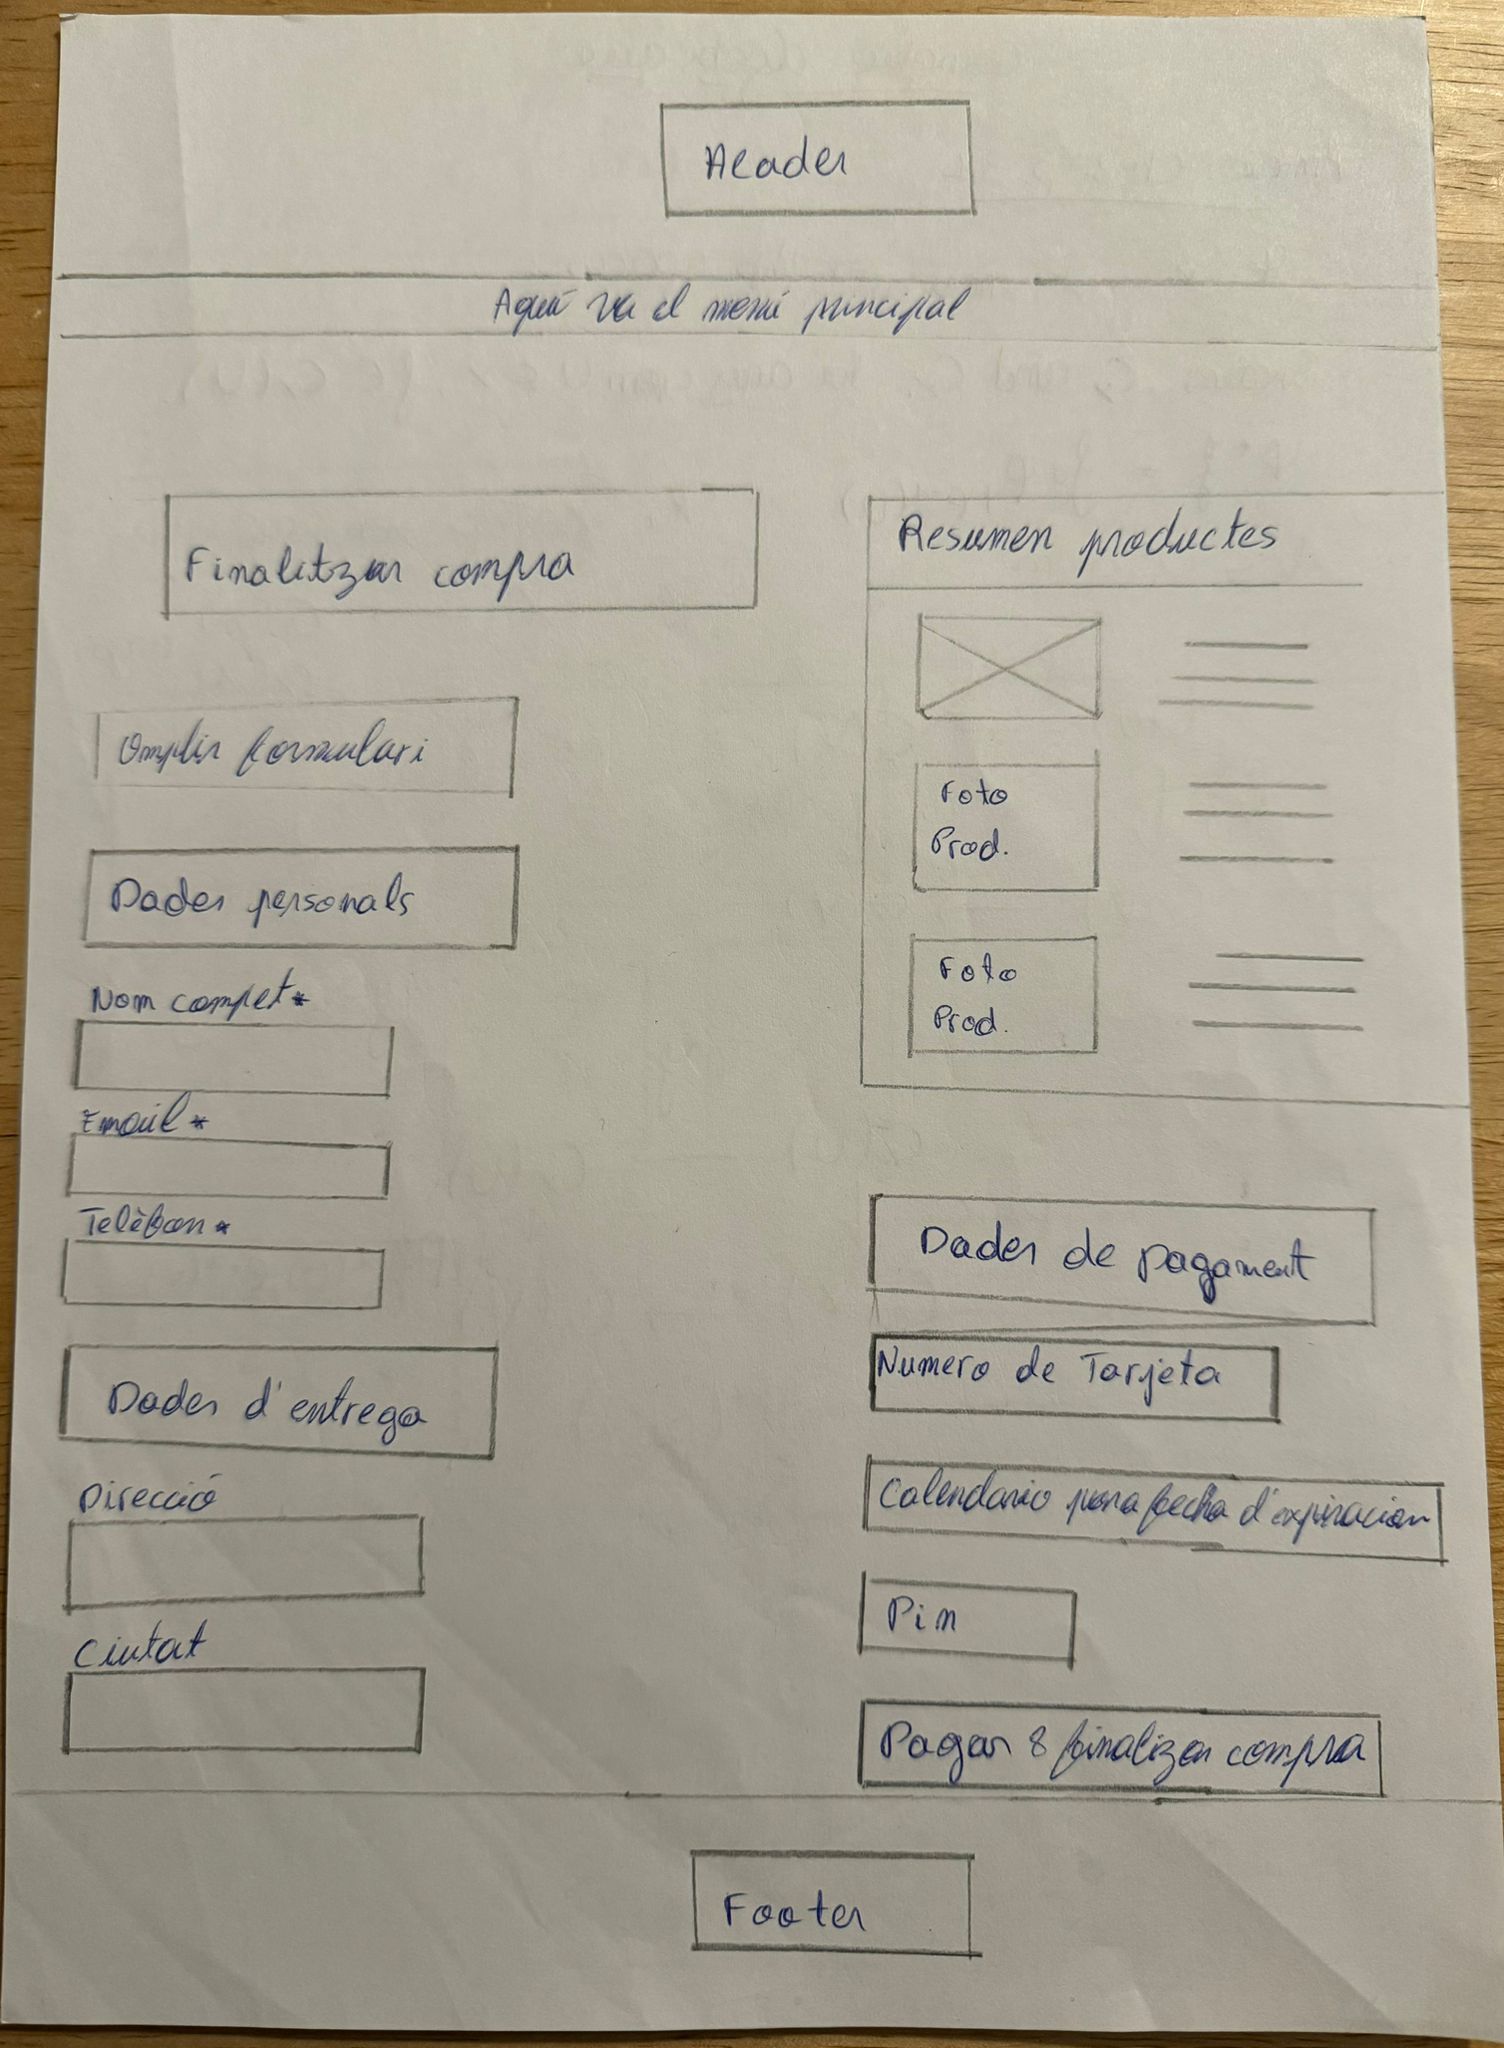 Header
Aquí va el menú principal
Finalitzar compra
Omplir formulari
Dades personals
Nom complet*
Email*
Telèfon*
Dades d'entrega
Direcció
Ciutat
Resumen productes
Foto
Prod.
Foto
Prod.
Dades de pagament
Numero de Tarjeta
Calendario para fecha d'expiracion
Pin
Pagar & finalizar compra
Footer